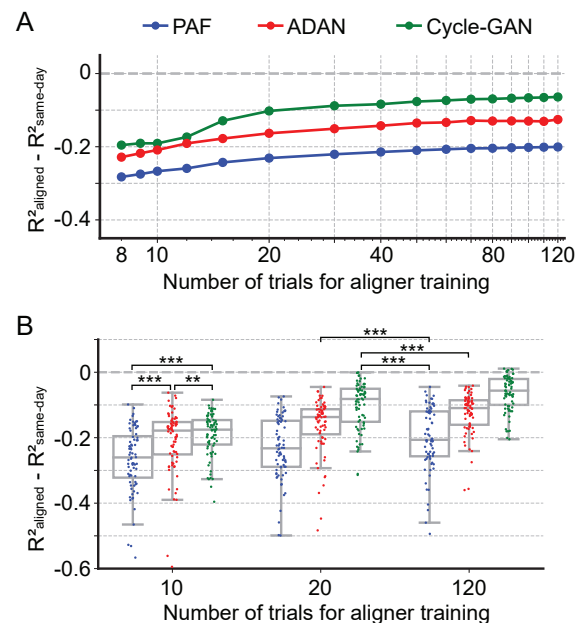 A
PAF ADAN Cycle-GAN
R²aligned - R²same-day
0
-0.2
-0.4
8 10 20 40 80 120
Number of trials for aligner training
B
*** ***
*** ***
*** ** ***
R²aligned - R²same-day
0
-0.2
-0.4
-0.6
10 20 120
Number of trials for aligner training